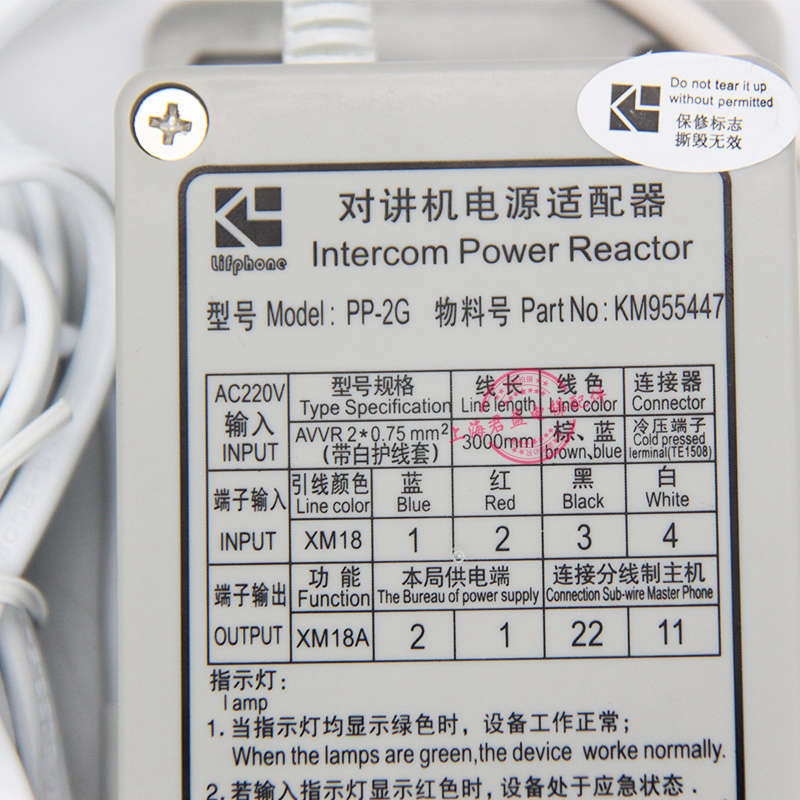 Do not tear it up
without permitted
保修标志
撕毁无效
KL
Lifphone
对讲机电源适配器
Intercom Power Reactor
型号 Model: PP-2G 物料号 Part No: KM955447
AC220V 输入 INPUT
型号规格 Type Specification
线长 Line length
线色 Line color
连接器 Connector
AVVR 2*0.75 mm² (带白护线套)
3000mm
棕、蓝 brown,blue
冷压端子 Cold pressed lerminal(TE1508)
端子输入 INPUT
引线颜色 Line color
蓝 Blue
红 Red
黑 Black
白 White
XM18 1 2 3 4
端子输出 OUTPUT
功能 Function
本局供电端 The Bureau of power supply
连接分线制主机 Connection Sub-wire Master Phone
XM18A 2 1 22 11
指示灯:
lamp
1.当指示灯均显示绿色时，设备工作正常;
When the lamps are green,the device worke normally.
2.若输入指示灯显示红色时，设备处于应急状态.